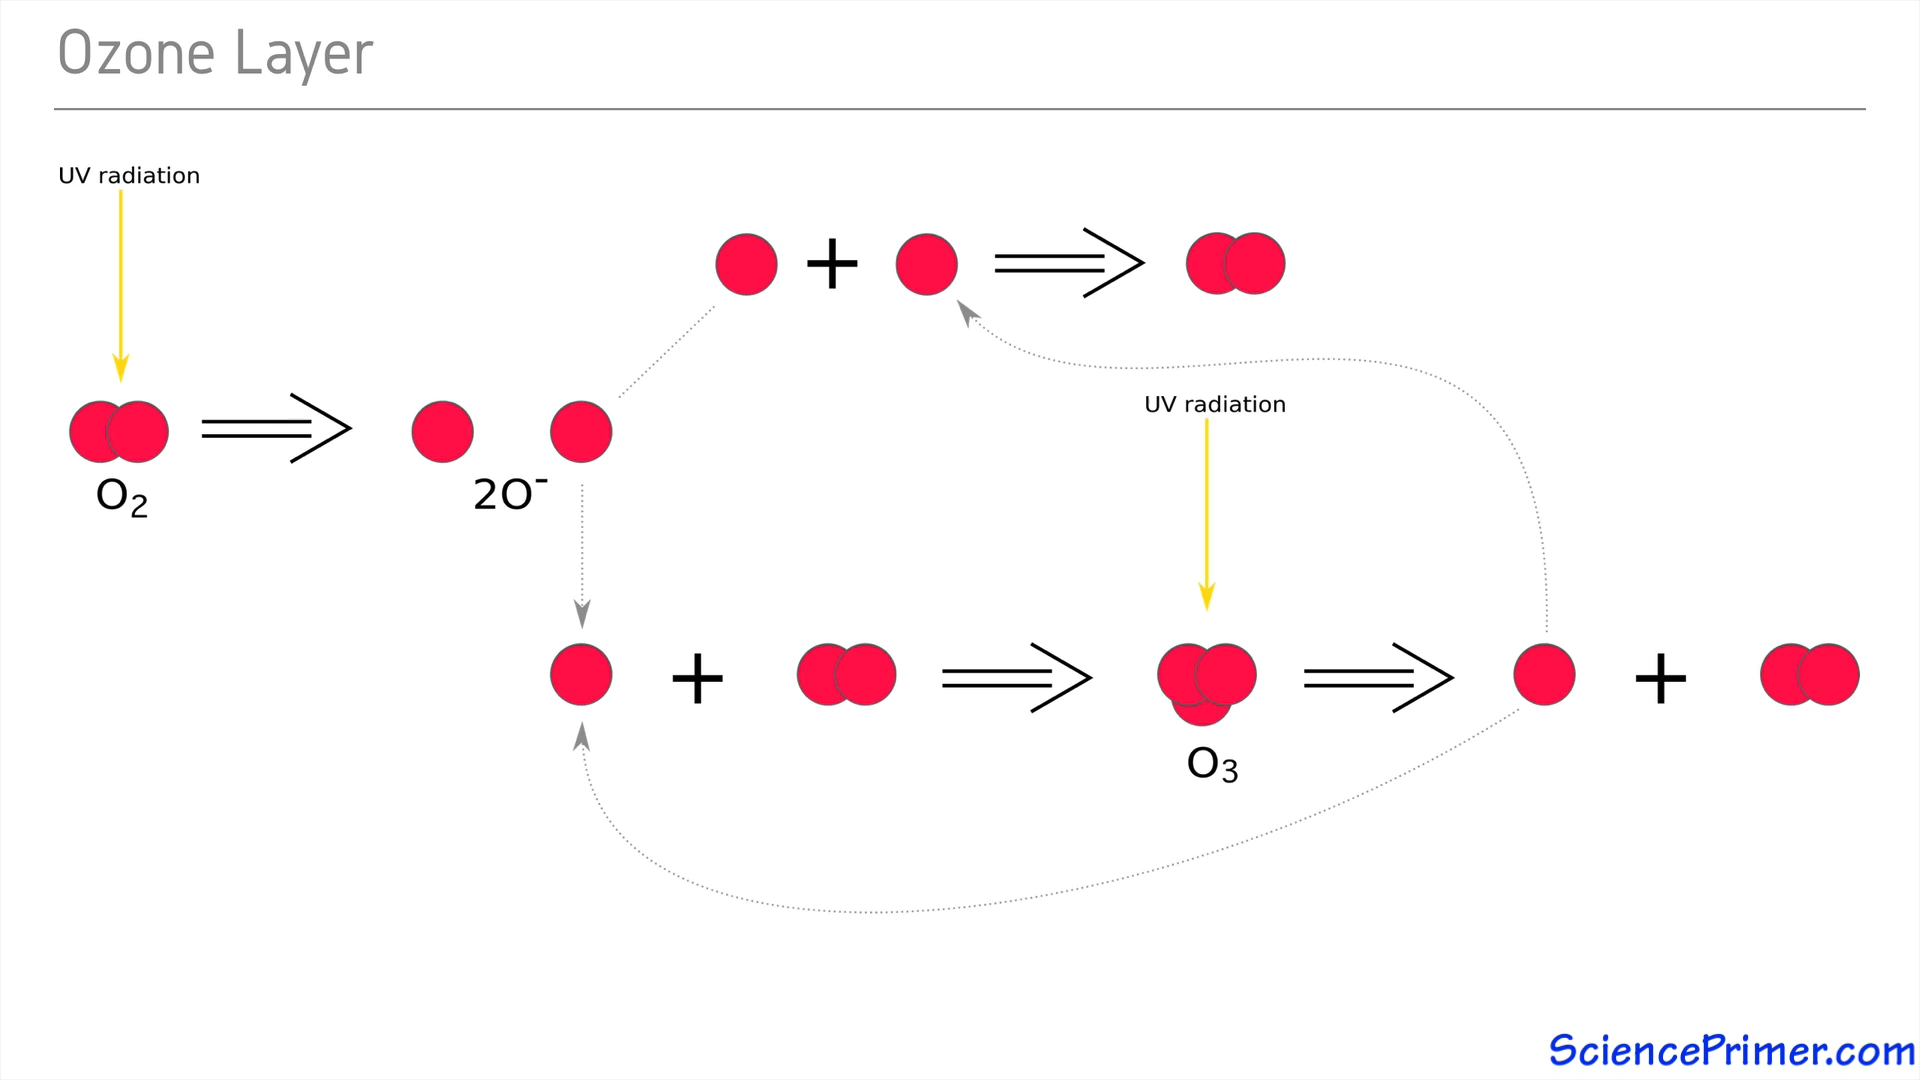 Ozone Layer
UV radiation
+
UV radiation
O₂
2O⁻
+
+
O₃
SciencePrimer.com